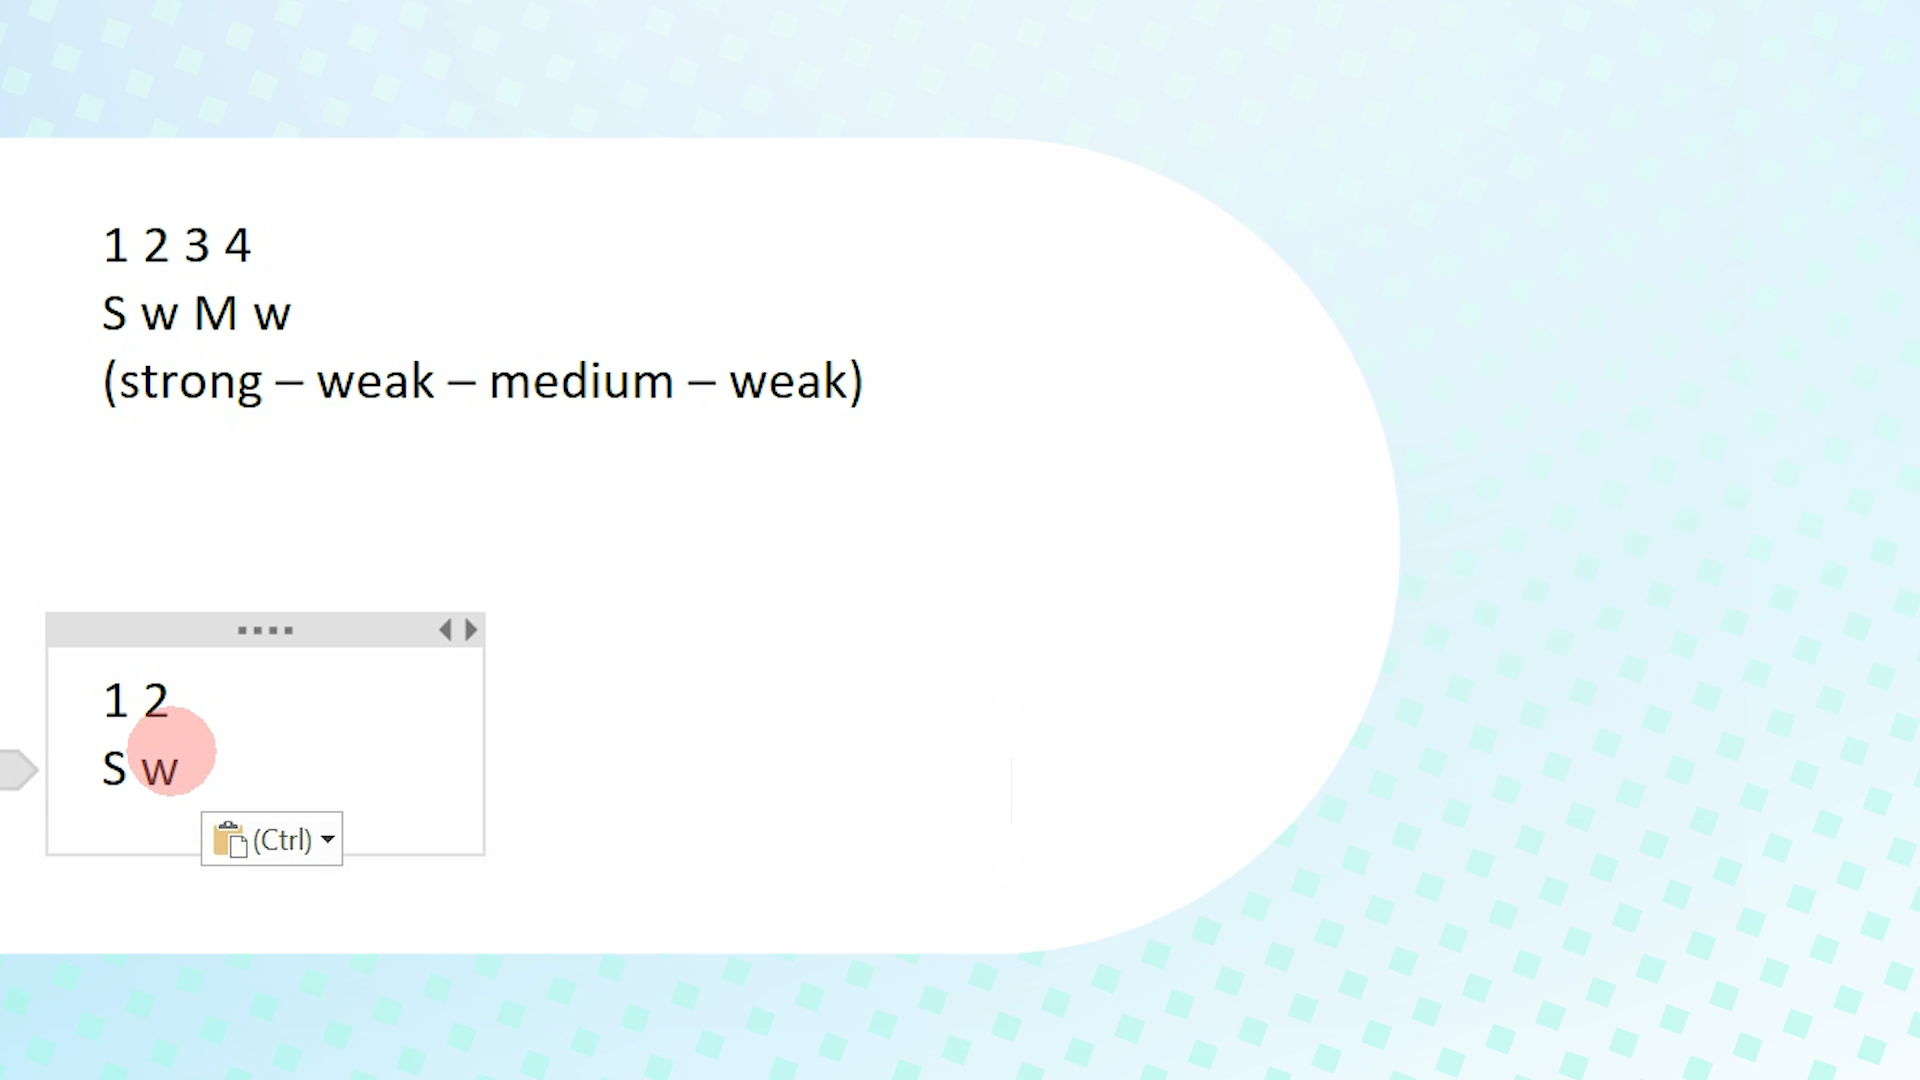 1 2 3 4
S w M w
(strong – weak – medium – weak)
1 2
S w
(Ctrl)